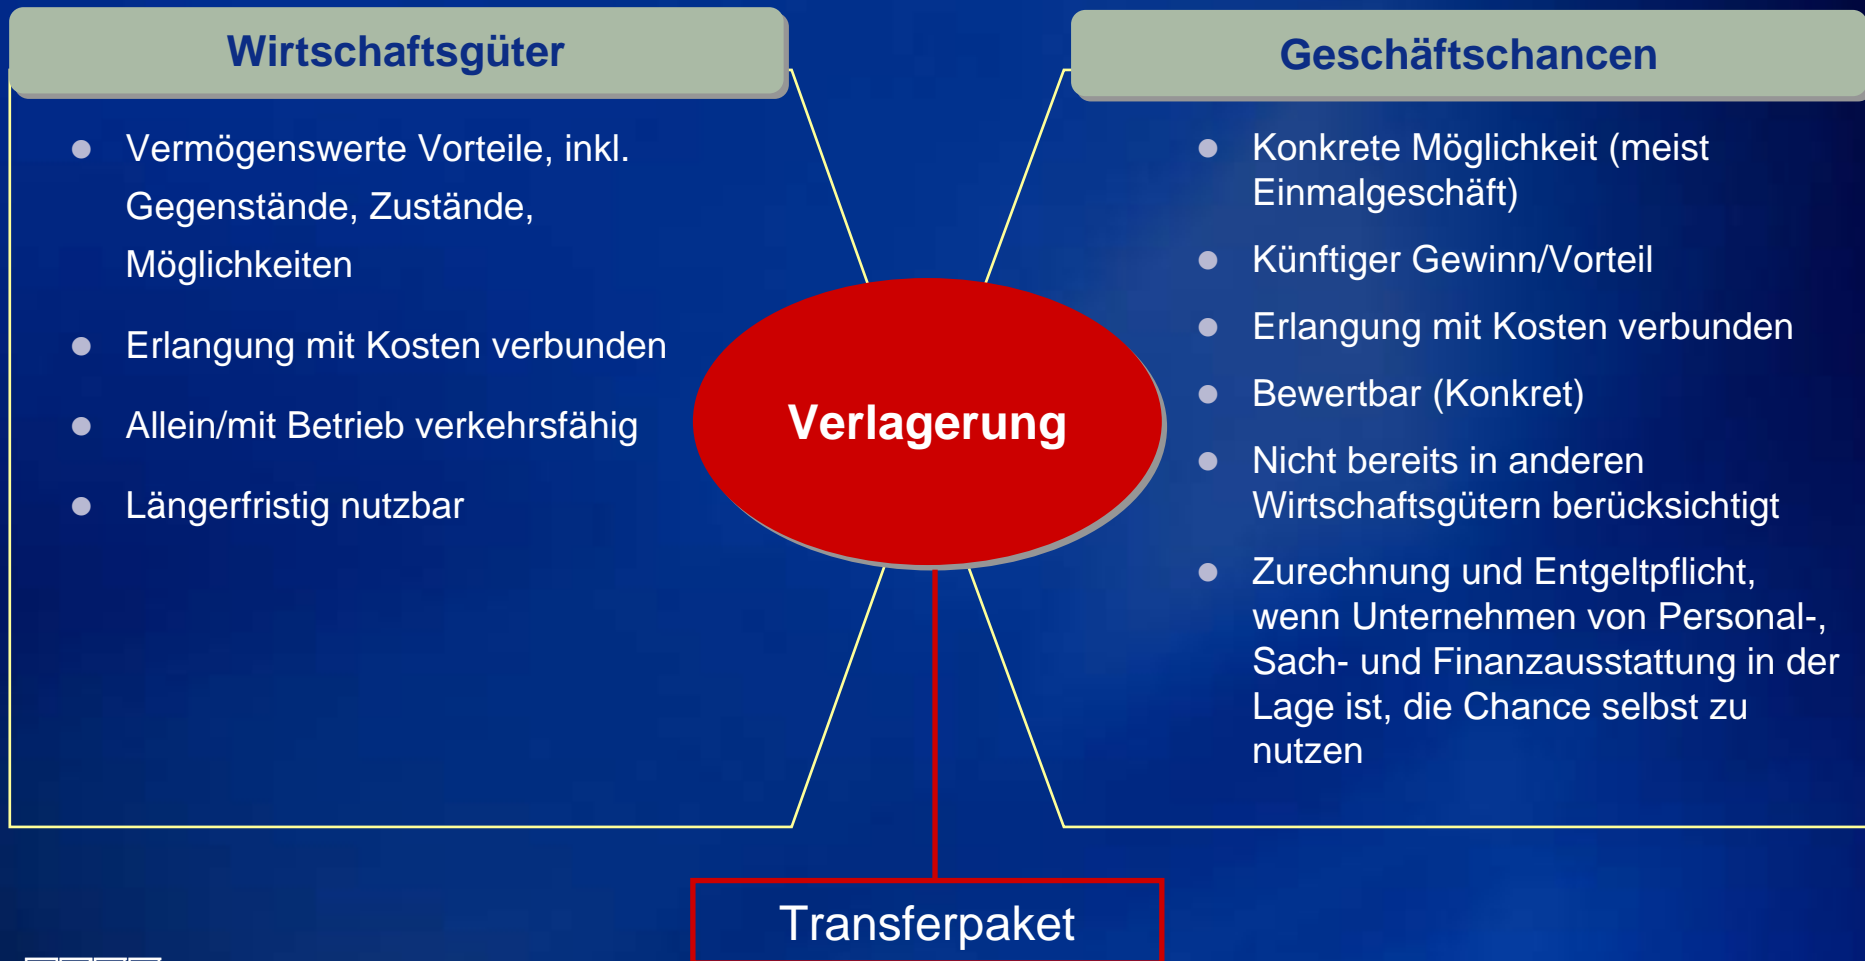 Wirtschaftsgüter
Vermögenswerte Vorteile, inkl.
Gegenstände, Zustände,
Möglichkeiten
Erlangung mit Kosten verbunden
Allein/mit Betrieb verkehrsfähig
Längerfristig nutzbar
Verlagerung
Geschäftschancen
Konkrete Möglichkeit (meist
Einmalgeschäft)
Künftiger Gewinn/Vorteil
Erlangung mit Kosten verbunden
Bewertbar (Konkret)
Nicht bereits in anderen
Wirtschaftsgütern berücksichtigt
Zurechnung und Entgeltpflicht,
wenn Unternehmen von Personal-,
Sach- und Finanzausstattung in der
Lage ist, die Chance selbst zu
nutzen
Transferpaket